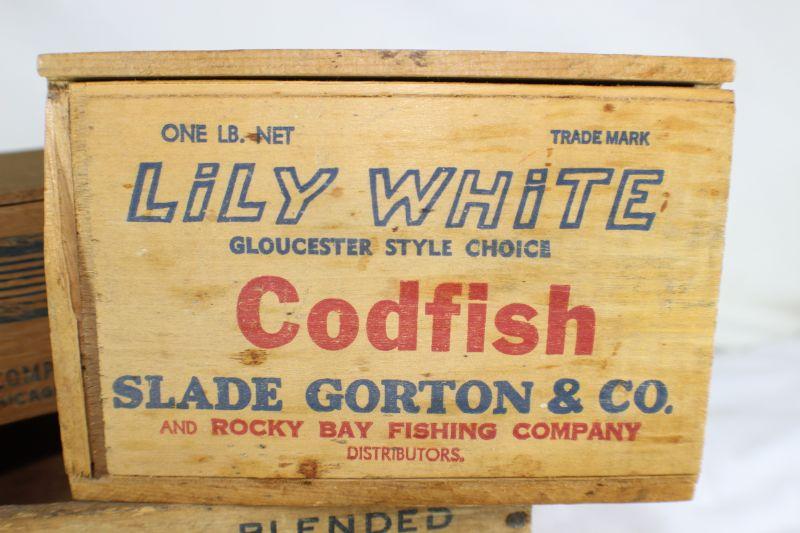 ONE LB. NET
TRADE MARK
LiLY WHiTE
GLOUCESTER STYLE CHOICE
Codfish
SLADE GORTON & CO.
AND ROCKY BAY FISHING COMPANY
DISTRIBUTORS.
BLENDED